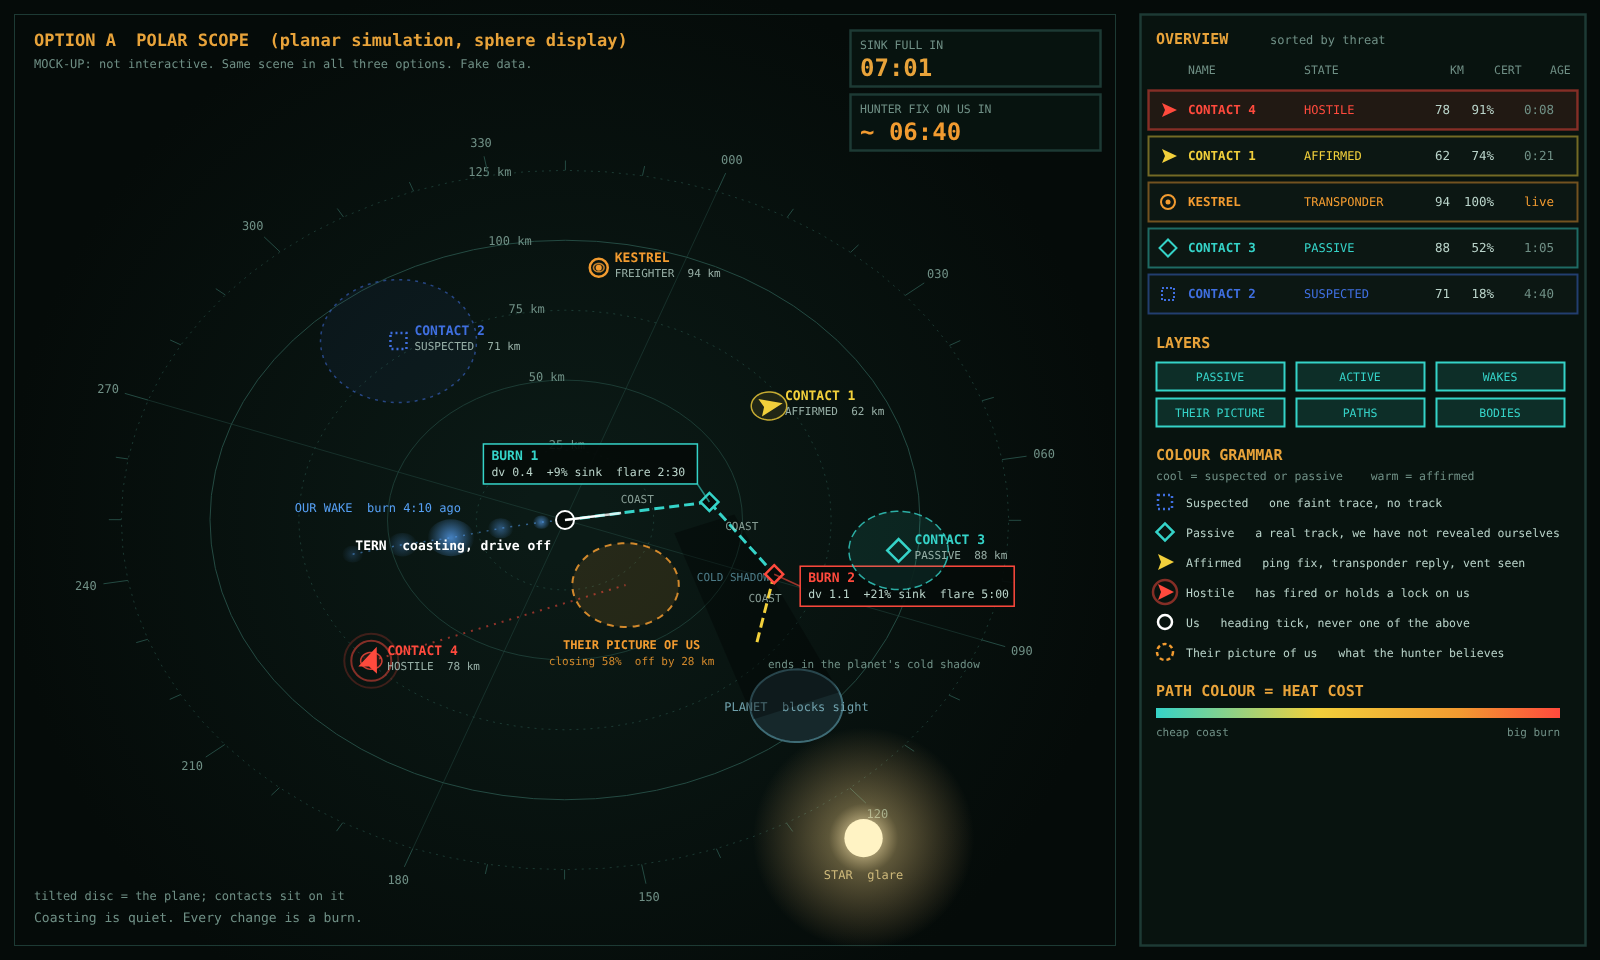 OPTION A  POLAR SCOPE  (planar simulation, sphere display)
MOCK-UP: not interactive. Same scene in all three options. Fake data.
SINK FULL IN
07:01
HUNTER FIX ON US IN
~ 06:40
330
000
125 km
300
100 km
KESTREL
FREIGHTER  94 km
030
75 km
CONTACT 2
SUSPECTED  71 km
50 km
270
CONTACT 1
AFFIRMED  62 km
25 km
BURN 1
dv 0.4  +9% sink  flare 2:30
060
COAST
OUR WAKE  burn 4:10 ago
COAST
TERN  coasting, drive off
CONTACT 3
PASSIVE  88 km
COLD SHADOW
BURN 2
dv 1.1  +21% sink  flare 5:00
240
COAST
THEIR PICTURE OF US
closing 58%  off by 28 km
CONTACT 4
HOSTILE  78 km
090
ends in the planet's cold shadow
PLANET  blocks sight
210
120
STAR  glare
180
150
tilted disc = the plane; contacts sit on it
Coasting is quiet. Every change is a burn.
OVERVIEW  sorted by threat
NAME  STATE  KM  CERT  AGE
CONTACT 4  HOSTILE  78  91%  0:08
CONTACT 1  AFFIRMED  62  74%  0:21
KESTREL  TRANSPONDER  94  100%  live
CONTACT 3  PASSIVE  88  52%  1:05
CONTACT 2  SUSPECTED  71  18%  4:40
LAYERS
PASSIVE  ACTIVE  WAKES
THEIR PICTURE  PATHS  BODIES
COLOUR GRAMMAR
cool = suspected or passive  warm = affirmed
Suspected  one faint trace, no track
Passive  a real track, we have not revealed ourselves
Affirmed  ping fix, transponder reply, vent seen
Hostile  has fired or holds a lock on us
Us  heading tick, never one of the above
Their picture of us  what the hunter believes
PATH COLOUR = HEAT COST
cheap coast  big burn